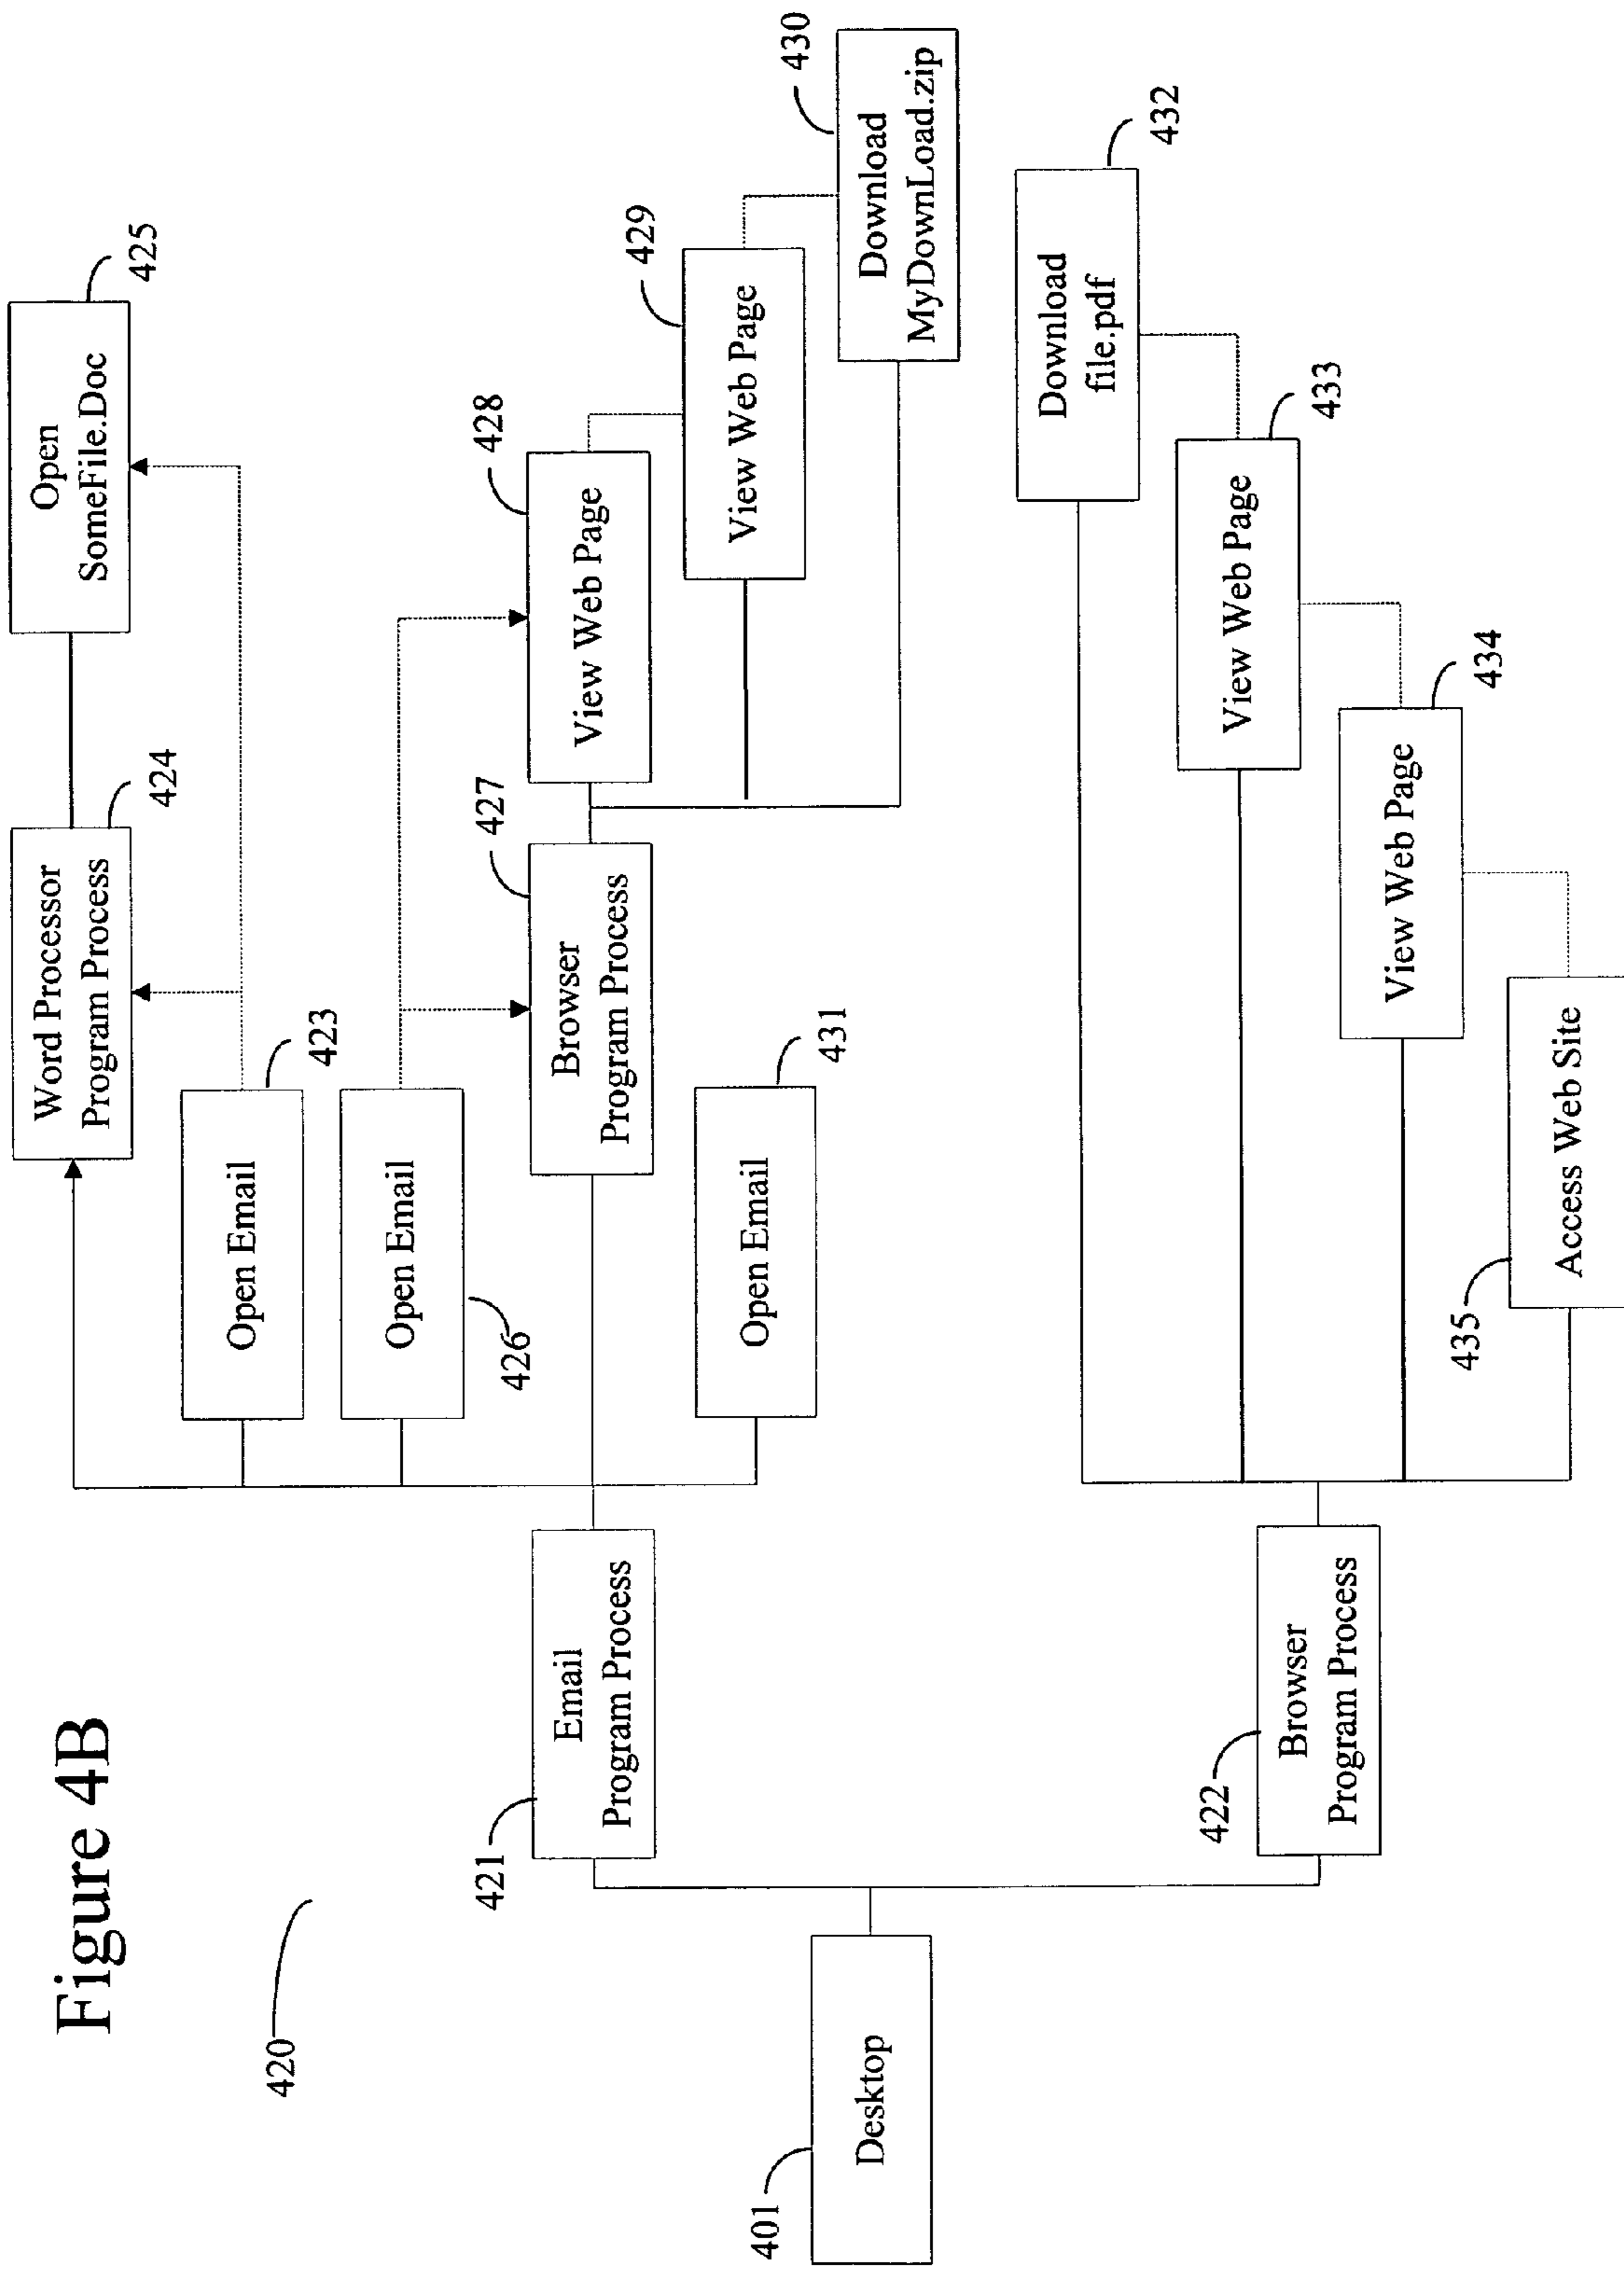 Figure 4B
420
401
Desktop
421
Email
Program Process
422
Browser
Program Process
Word Processor
Program Process
424
Open
SomeFile.Doc
425
Open Email
423
Open Email
426
Browser
Program Process
427
View Web Page
428
View Web Page
429
Download
MyDownLoad.zip
430
Open Email
431
Download
file.pdf
432
View Web Page
433
View Web Page
434
Access Web Site
435